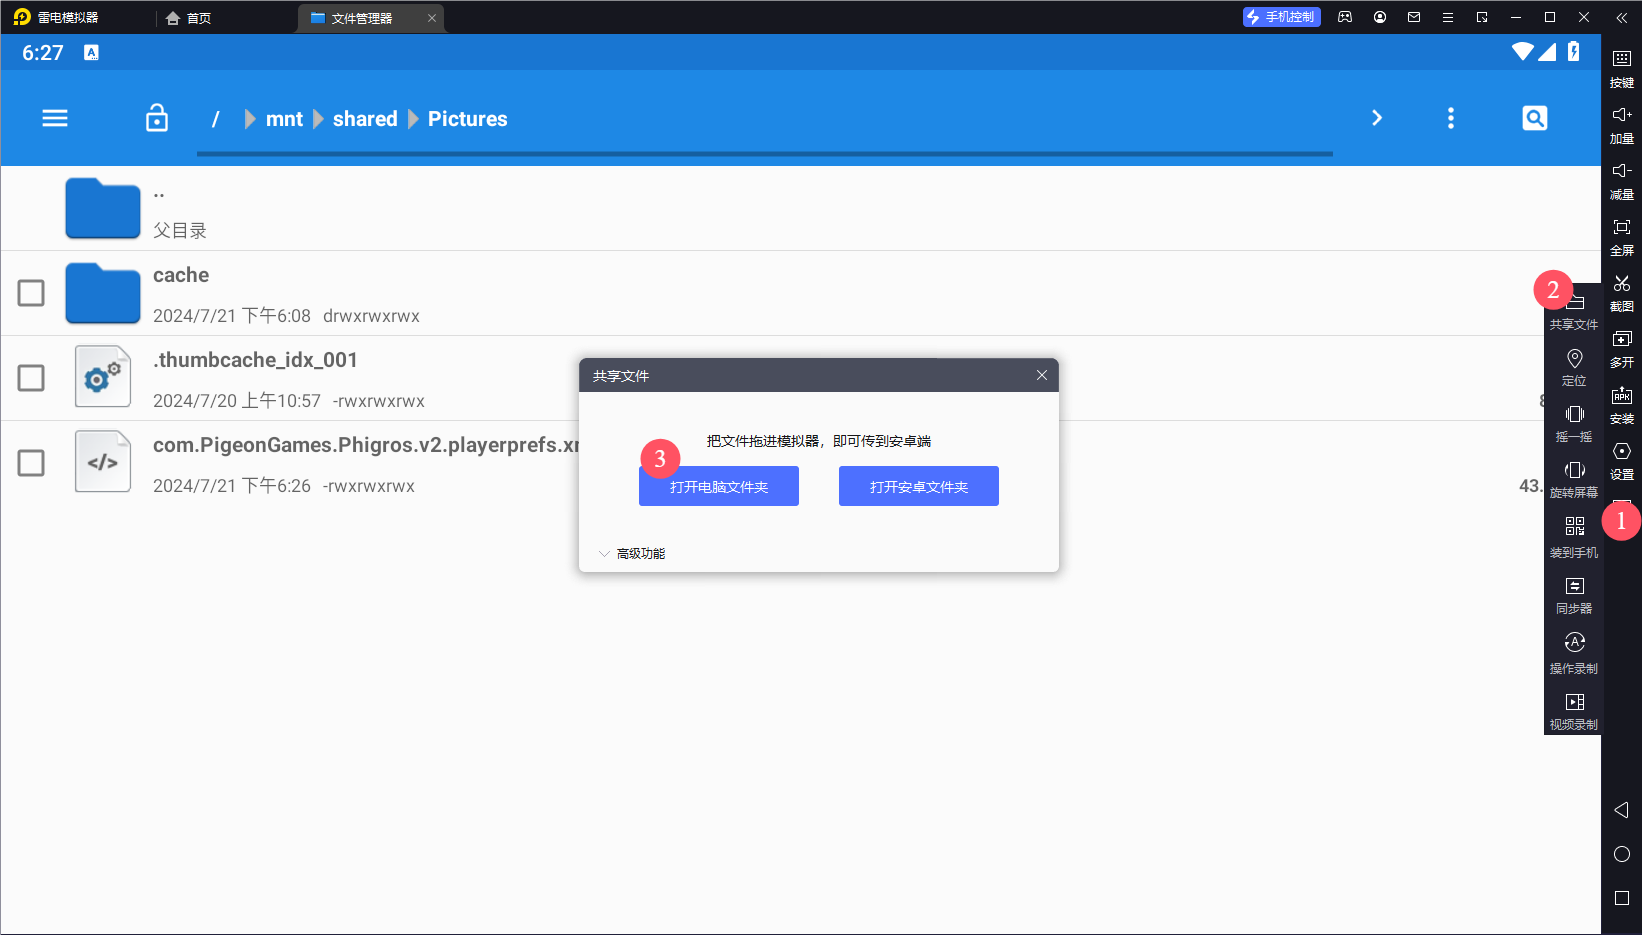 雷电模拟器
首页
文件管理器
手机控制
6:27
A
/ mnt shared Pictures
..
父目录
cache
2024/7/21 下午6:08 drwxrwxrwx
.thumbcache_idx_001
2024/7/20 上午10:57 -rwxrwxrwx
com.PigeonGames.Phigros.v2.playerprefs.xm
2024/7/21 下午6:26 -rwxrwxrwx
43.
共享文件
把文件拖进模拟器，即可传到安卓端
3
打开电脑文件夹
打开安卓文件夹
高级功能
2
共享文件
定位
摇一摇
旋转屏幕
装到手机
同步器
操作录制
视频录制
按键
加量
减量
全屏
截图
多开
APK
安装
设置
1